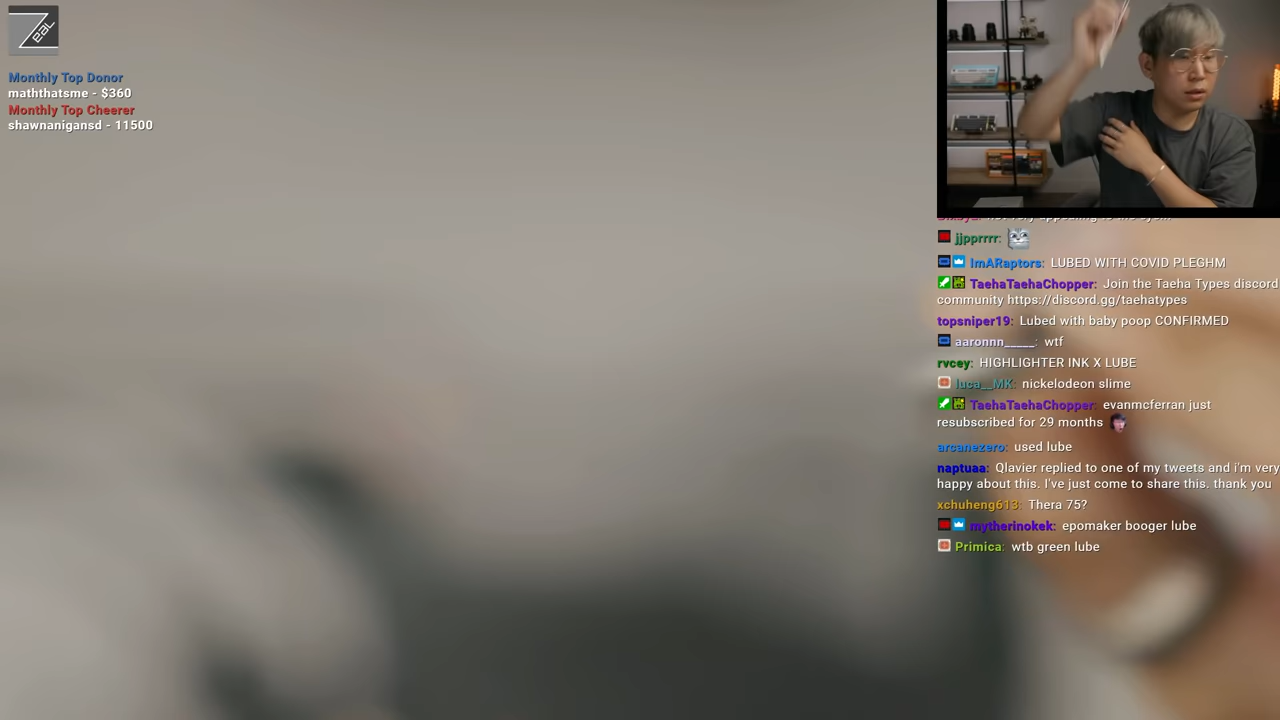 ZEAL
Monthly Top Donor
maththatsme - $360
Monthly Top Cheerer
shawnanigansd - 11500
jjpprrrr:
ImARaptors: LUBED WITH COVID PLEGHM
TaehaTaehaChopper: Join the Taeha Types discord
community https://discord.gg/taehatypes
topsniper19: Lubed with baby poop CONFIRMED
aaronnn_____: wtf
rvcey: HIGHLIGHTER INK X LUBE
luca__MK: nickelodeon slime
TaehaTaehaChopper: evanmcferran just
resubscribed for 29 months
arcanezero: used lube
naptuaa: Qlavier replied to one of my tweets and i'm very
happy about this. I've just come to share this. thank you
xchuheng613: Thera 75?
mytherinokek: epomaker booger lube
Primica: wtb green lube